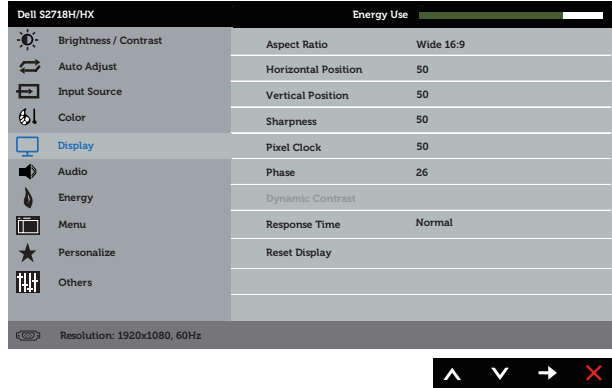 Dell S2718H/HX Energy Use
Brightness / Contrast
Auto Adjust
Input Source
Color
Display
Audio
Energy
Menu
Personalize
Others
Aspect Ratio Wide 16:9
Horizontal Position 50
Vertical Position 50
Sharpness 50
Pixel Clock 50
Phase 26
Dynamic Contrast
Response Time Normal
Reset Display
Resolution: 1920x1080, 60Hz